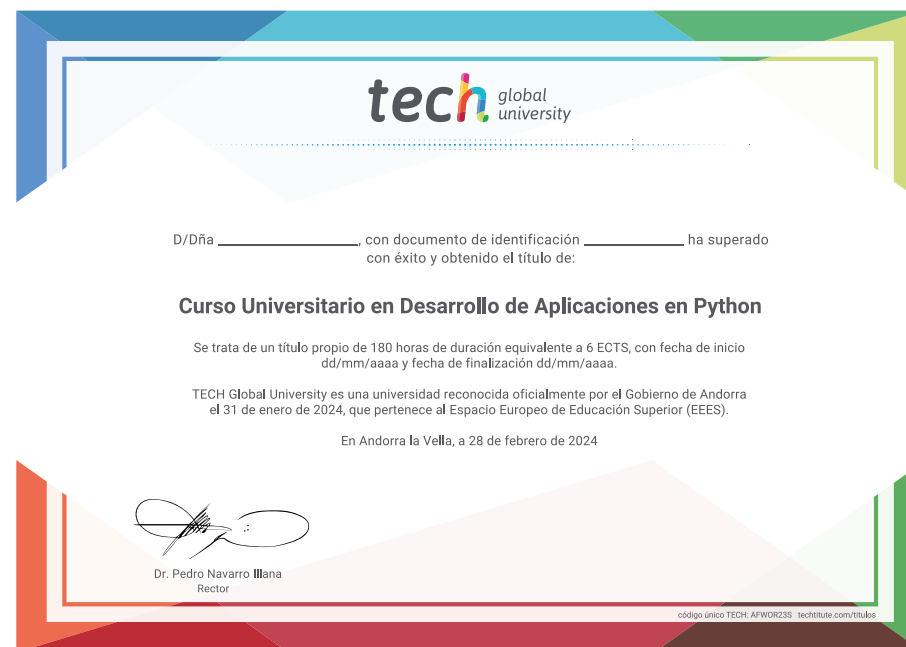 tech global university
D/Dña ____________________, con documento de identificación ______________ ha superado
con éxito y obtenido el título de:
Curso Universitario en Desarrollo de Aplicaciones en Python
Se trata de un título propio de 180 horas de duración equivalente a 6 ECTS, con fecha de inicio
dd/mm/aaaa y fecha de finalización dd/mm/aaaa.
TECH Global University es una universidad reconocida oficialmente por el Gobierno de Andorra
el 31 de enero de 2024, que pertenece al Espacio Europeo de Educación Superior (EEES).
En Andorra la Vella, a 28 de febrero de 2024
Dr. Pedro Navarro Illana
Rector
código único TECH: AFWOR23S techtitute.com/titulos